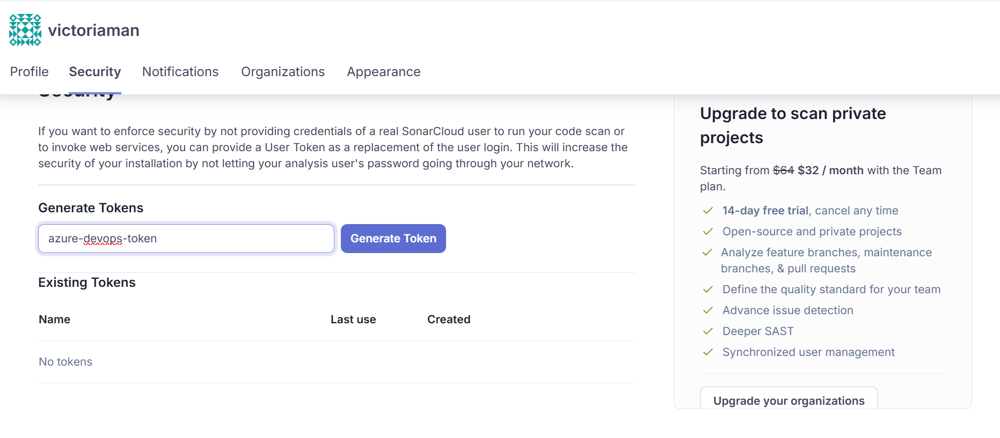 victoriaman
Profile Security Notifications Organizations Appearance
Security
If you want to enforce security by not providing credentials of a real SonarCloud user to run your code scan or
to invoke web services, you can provide a User Token as a replacement of the user login. This will increase the
security of your installation by not letting your analysis user's password going through your network.
Generate Tokens
azure-devops-token Generate Token
Existing Tokens
Name Last use Created
No tokens
Upgrade to scan private
projects
Starting from $64 $32 / month with the Team
plan.
14-day free trial, cancel any time
Open-source and private projects
Analyze feature branches, maintenance
branches, & pull requests
Define the quality standard for your team
Advance issue detection
Deeper SAST
Synchronized user management
Upgrade your organizations